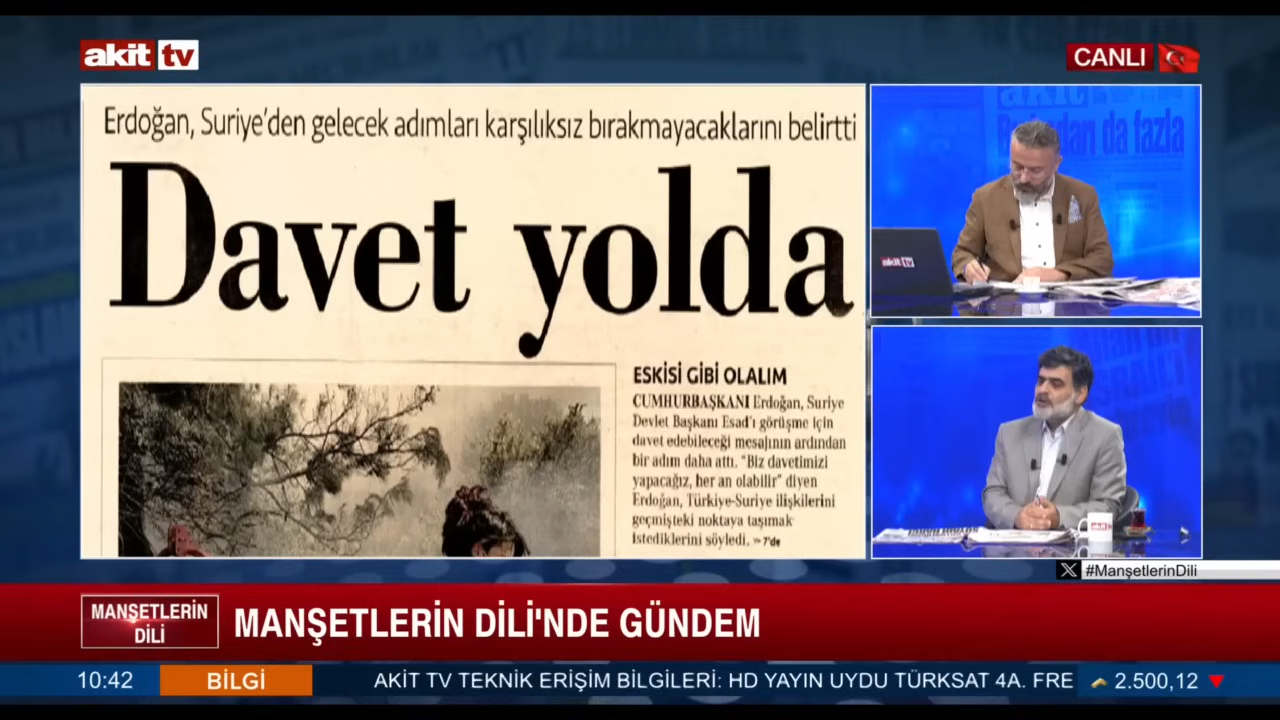 akit tv
CANLI
Erdoğan, Suriye'den gelecek adımları karşılıksız bırakmayacaklarını belirtti
Davet yolda
ESKİSİ GİBİ OLALIM
CUMHURBAŞKANI Erdoğan, Suriye
Devlet Başkanı Esad'ı görüşme için
davet edebileceği mesajının ardından
bir adım daha attı. "Biz davetimizi
yapacağız, her an olabilir" diyen
Erdoğan, Türkiye-Suriye ilişkilerini
geçmişteki noktaya taşımak
istediklerini söyledi. » 7'de
akit
da fazla
akit tv
akit
#ManşetlerinDili
MANŞETLERİN
DİLİ
MANŞETLERİN DİLİ'NDE GÜNDEM
10:42
BİLGİ
AKİT TV TEKNİK ERİŞİM BİLGİLERİ: HD YAYIN UYDU TÜRKSAT 4A. FRE
2.500,12